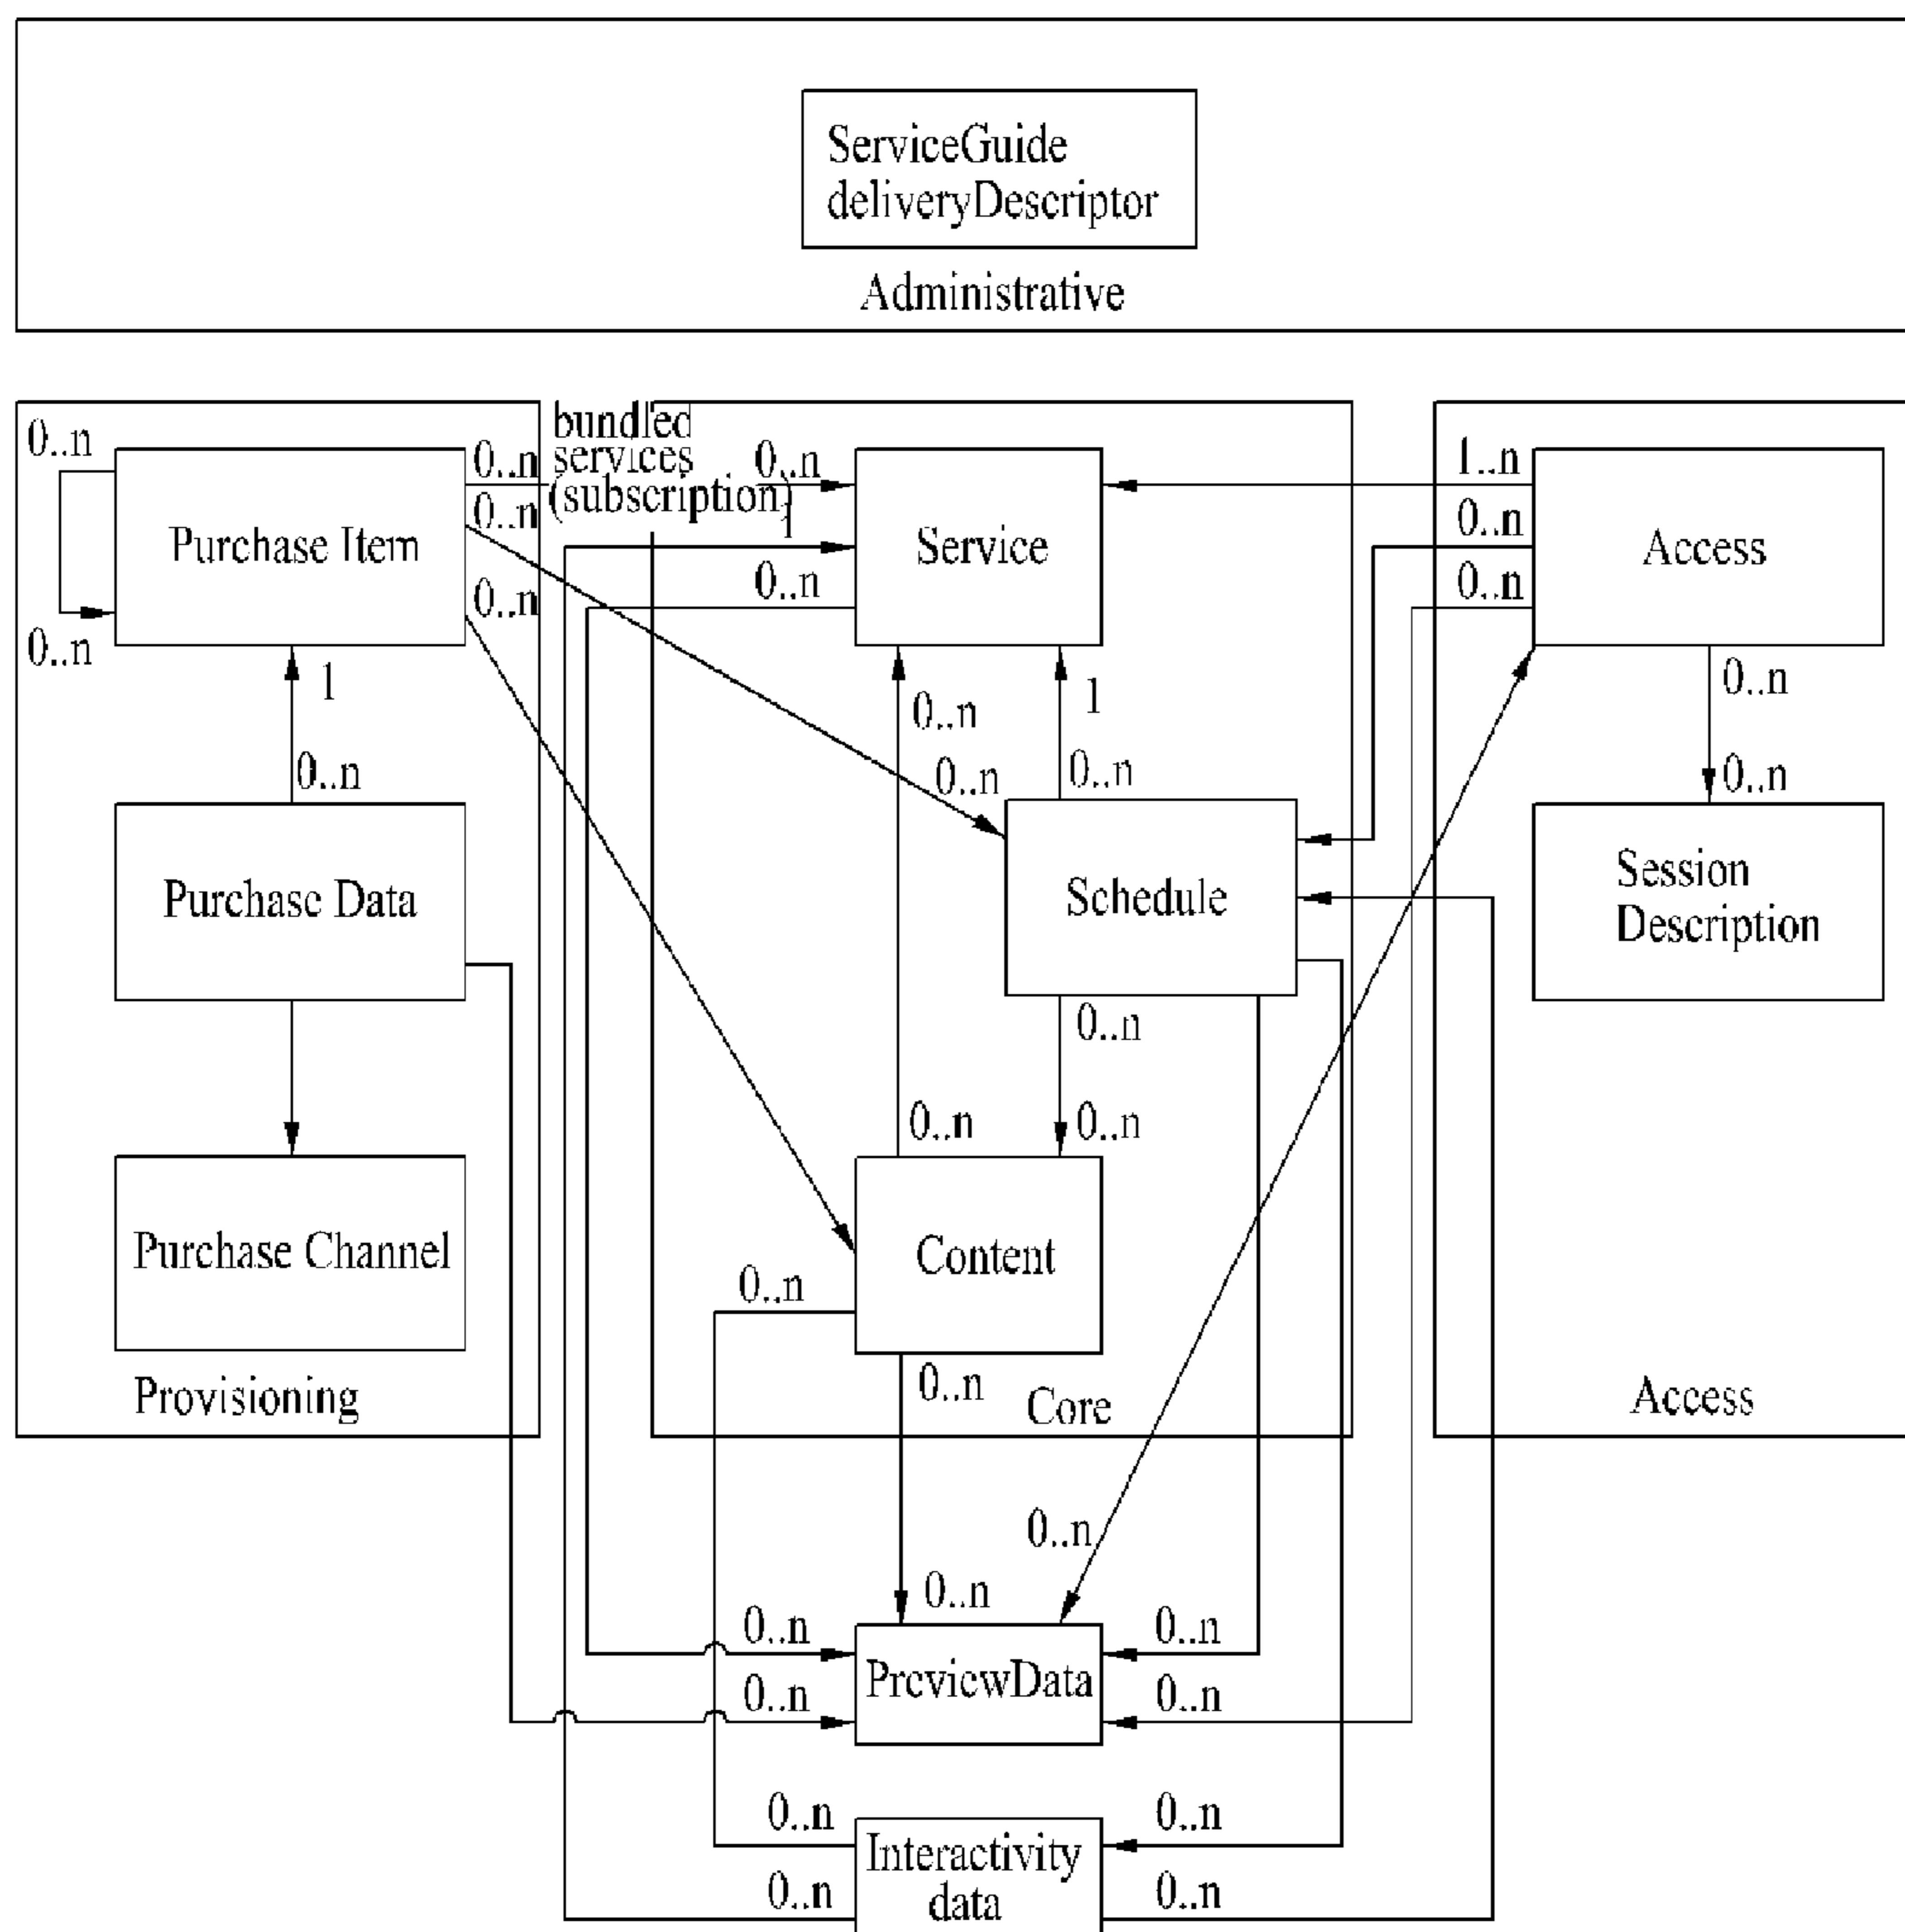 ServiceGuide
deliveryDescriptor
Administrative
0..n
0..n
bundled
services
(subscription)
0..n
1..n
0..n
1
0..n
Purchase Item
Service
Access
0..n
0..n
0..n
0..n
1
0..n
1
0..n
0..n
0..n
0..n
0..n
Purchase Data
Schedule
Session
Description
0..n
0..n
0..n
Purchase Channel
Content
0..n
0..n
Provisioning
Core
Access
0..n
0..n
0..n
0..n
PreviewData
0..n
0..n
0..n
0..n
Interactivity
data
0..n
0..n